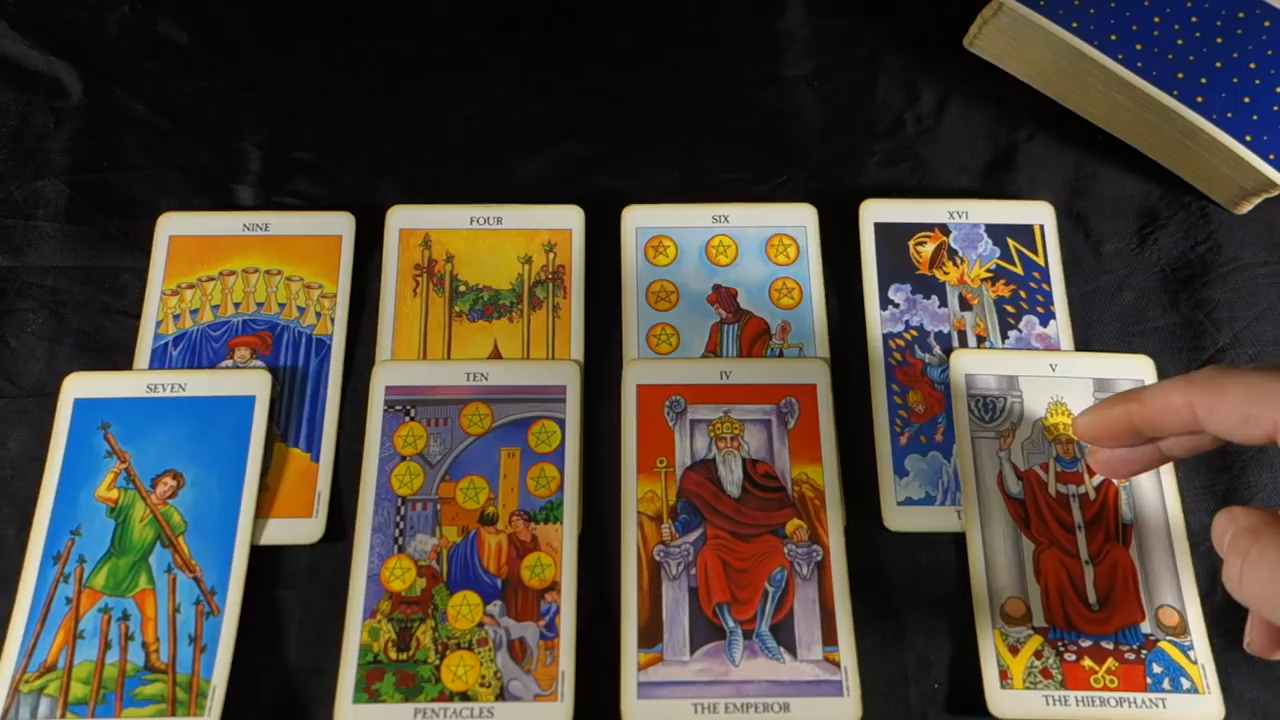 NINE
FOUR
SIX
XVI
SEVEN
TEN
IV
V
PENTACLES
THE EMPEROR
THE HIEROPHANT